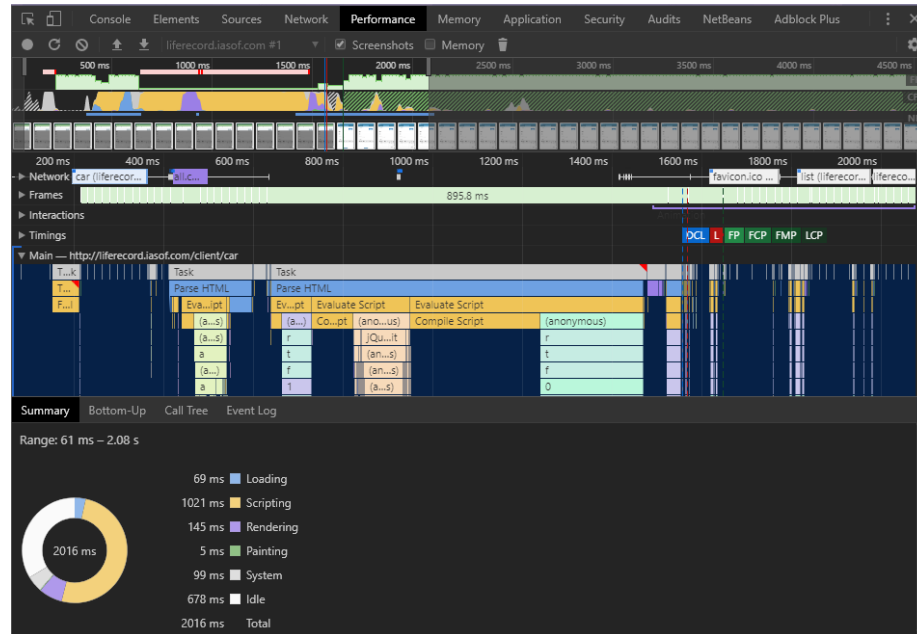 Console Elements Sources Network Performance Memory Application Security Audits NetBeans Adblock Plus
liferecord.iasof.com #1 Screenshots Memory
500 ms 1000 ms 1500 ms 2000 ms 2500 ms 3000 ms 3500 ms 4000 ms 4500 ms
200 ms 400 ms 600 ms 800 ms 1000 ms 1200 ms 1400 ms 1600 ms 1800 ms 2000 ms
Network car (liferecor... all.c... favicon.ico ... list (liferecor... (lifereco...
Frames 895.8 ms
Interactions
Timings DCL L FP FCP FMP LCP
Main — http://liferecord.iasof.com/client/car
T...k Task Task
T... Parse HTML Parse HTML
F...l Eva...ipt Ev...pt Evaluate Script Evaluate Script
(a...s) (a...) Co...pt (ano...us) Compile Script (anonymous)
(a...s) r jQu...it r
a t (an...s) t
(a...) f (an...s) f
a 1 (a...s) 0
Summary Bottom-Up Call Tree Event Log
Range: 61 ms – 2.08 s
69 ms Loading
1021 ms Scripting
145 ms Rendering
2016 ms
5 ms Painting
99 ms System
678 ms Idle
2016 ms Total